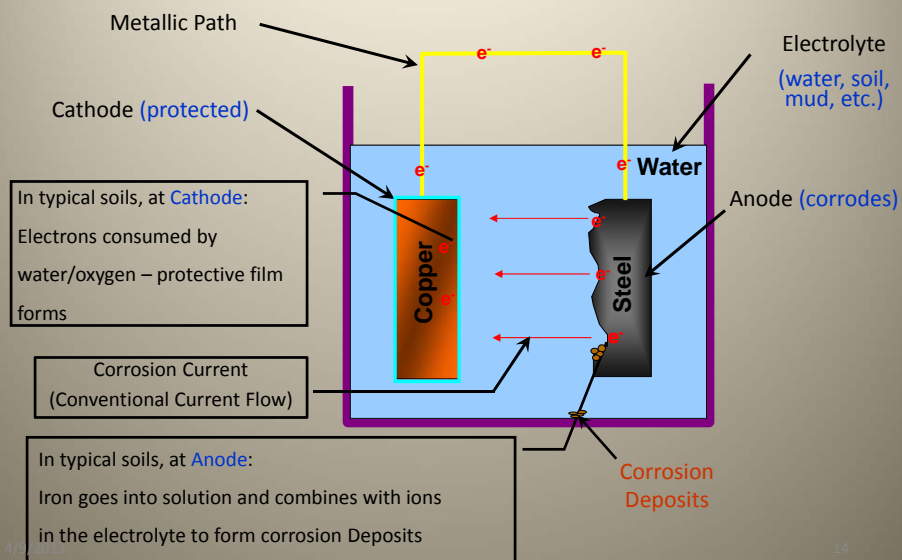 Metallic Path
e-
e-
Electrolyte
(water, soil,
mud, etc.)
Cathode (protected)
e-
e-
Water
In typical soils, at Cathode:
Electrons consumed by
water/oxygen – protective film
forms
Anode (corrodes)
Copper
e-
e-
Steel
e-
e-
e-
Corrosion Current
(Conventional Current Flow)
In typical soils, at Anode:
Iron goes into solution and combines with ions
in the electrolyte to form corrosion Deposits
Corrosion
Deposits
14